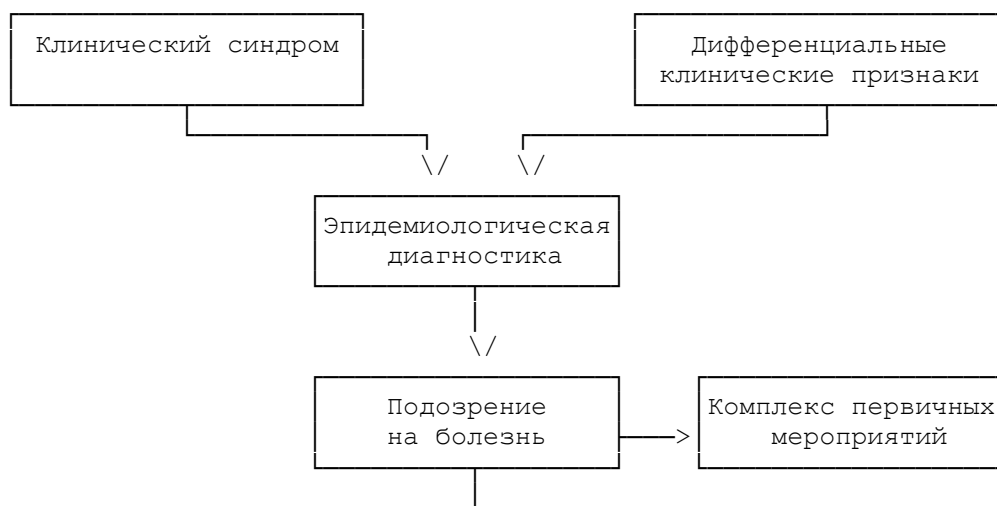 Клинический синдром
Дифференциальные
клинические признаки
Эпидемиологическая
диагностика
Подозрение
на болезнь
Комплекс первичных
мероприятий